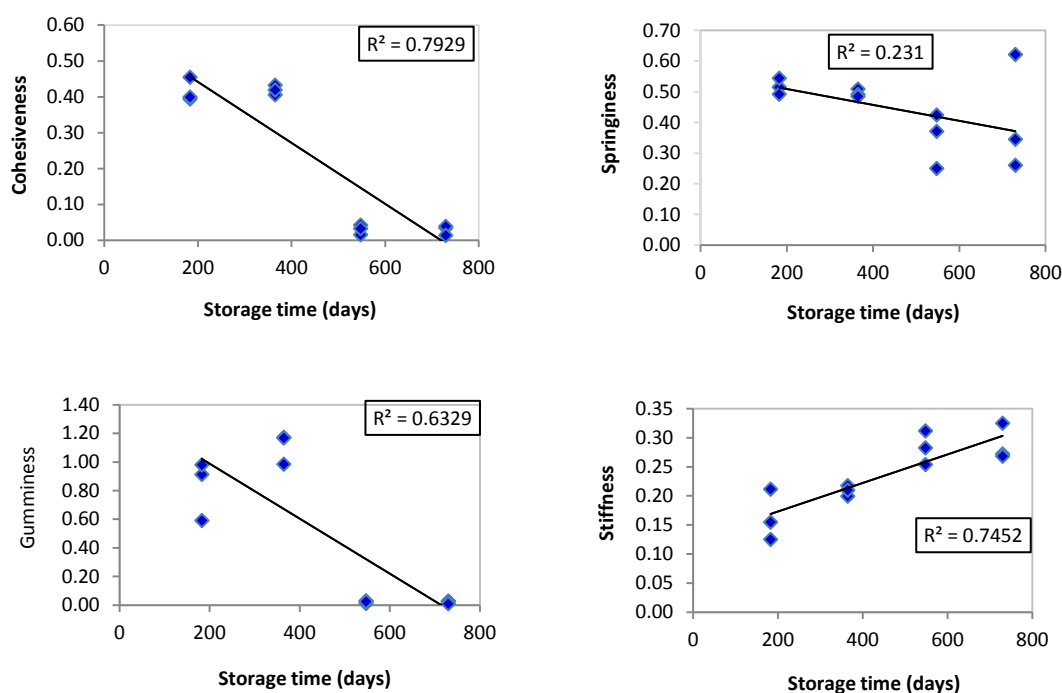 Cohesiveness
0.60
0.50
0.40
0.30
0.20
0.10
0.00
R² = 0.7929
0 200 400 600 800
Storage time (days)
Springiness
0.70
0.60
0.50
0.40
0.30
0.20
0.10
0.00
R² = 0.231
0 200 400 600 800
Storage time (days)
Gumminess
1.40
1.20
1.00
0.80
0.60
0.40
0.20
0.00
R² = 0.6329
0 200 400 600 800
Storage time (days)
Stiffness
0.35
0.30
0.25
0.20
0.15
0.10
0.05
0.00
R² = 0.7452
0 200 400 600 800
Storage time (days)